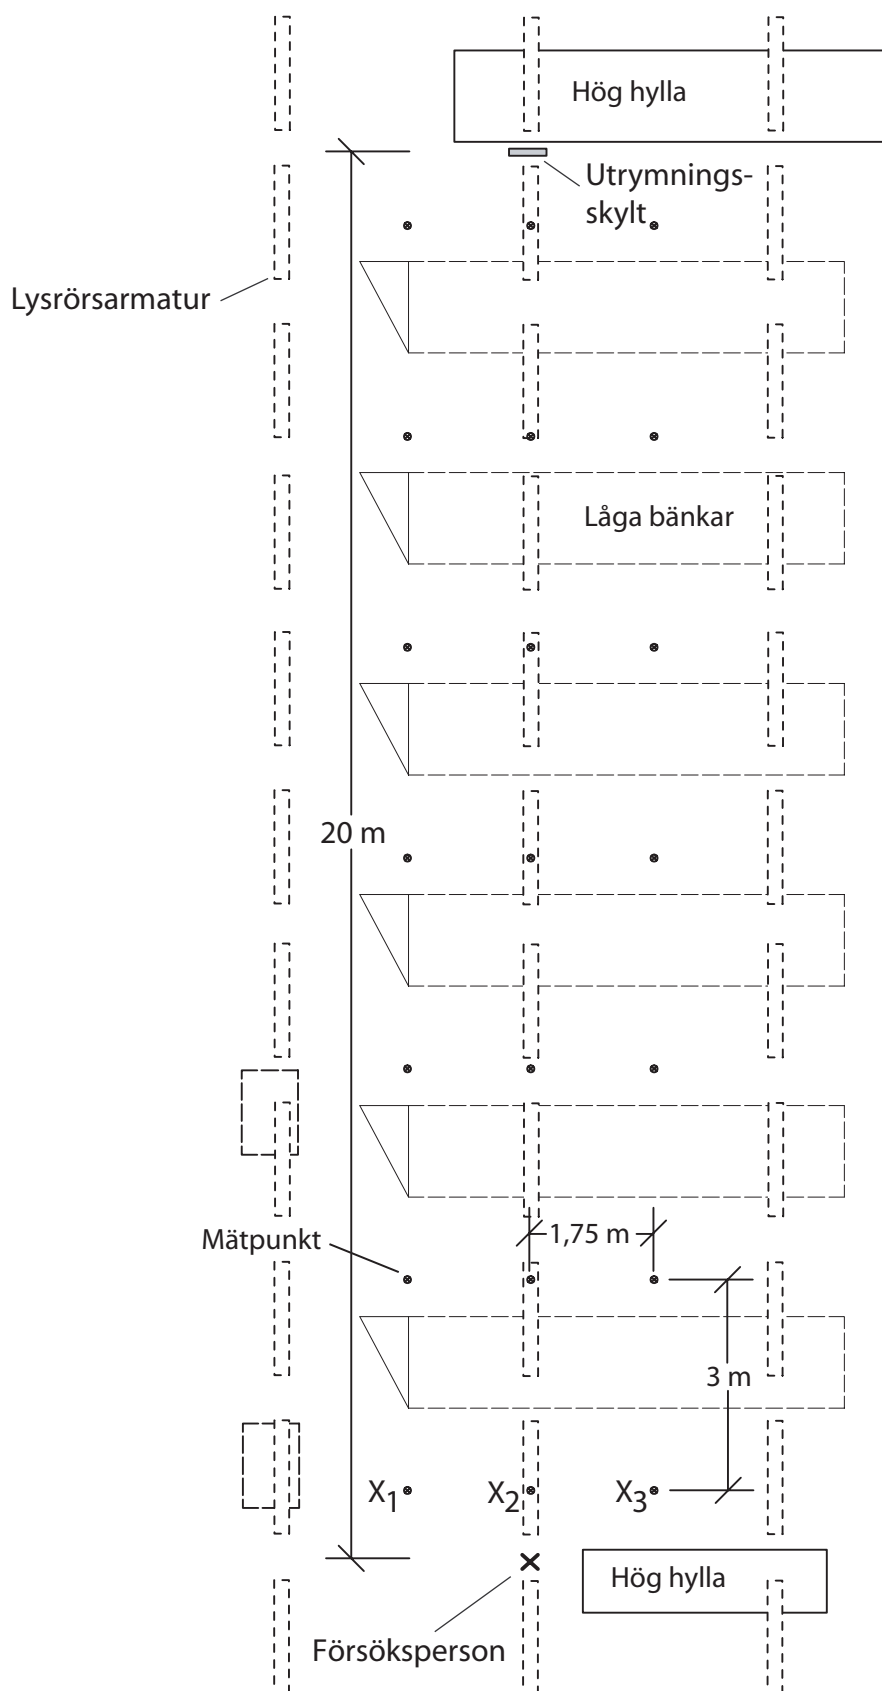 Hög hylla
Utrymnings-
skylt
Lysrörsarmatur
Låga bänkar
20 m
Mätpunkt
1,75 m
3 m
X1
X2
X3
Hög hylla
Försöksperson